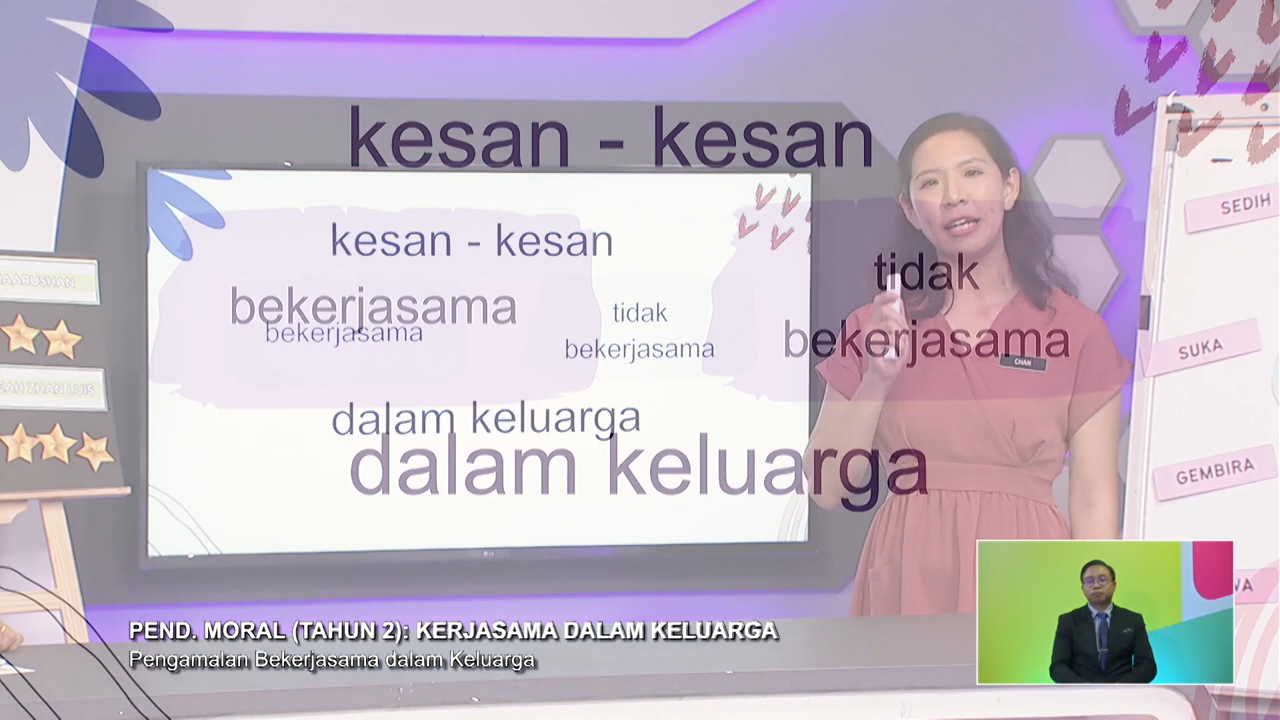 kesan - kesan
bekerjasama
tidak
bekerjasama
dalam keluarga
kesan - kesan
bekerjasama
tidak
bekerjasama
dalam keluarga
SEDIH
SUKA
GEMBIRA
CHAN
LG
PEND. MORAL (TAHUN 2): KERJASAMA DALAM KELUARGA
Pengamalan Bekerjasama dalam Keluarga